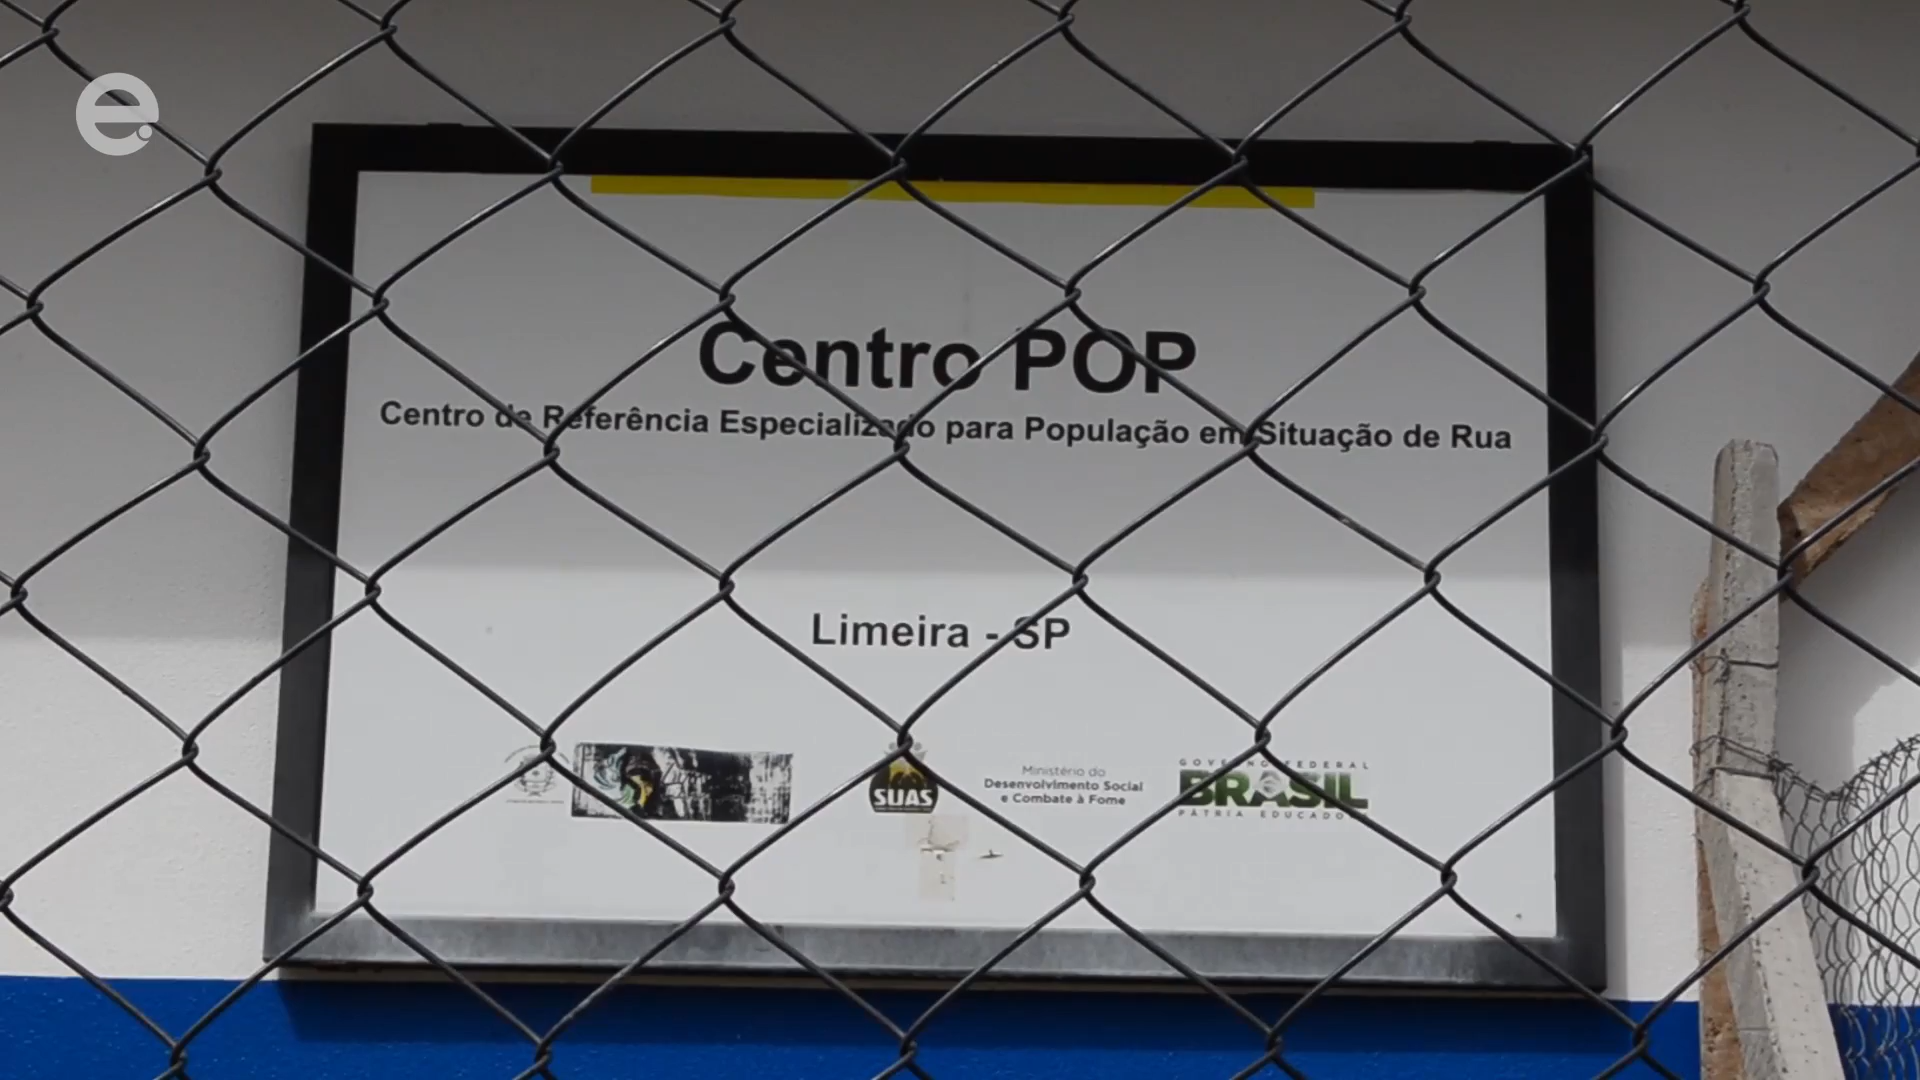 e.
Centro POP
Centro de Referência Especializado para População em Situação de Rua
Limeira - SP
SUAS
Ministério do
Desenvolvimento Social
e Combate à Fome
GOVERNO FEDERAL
BRASIL
PÁTRIA EDUCADORA